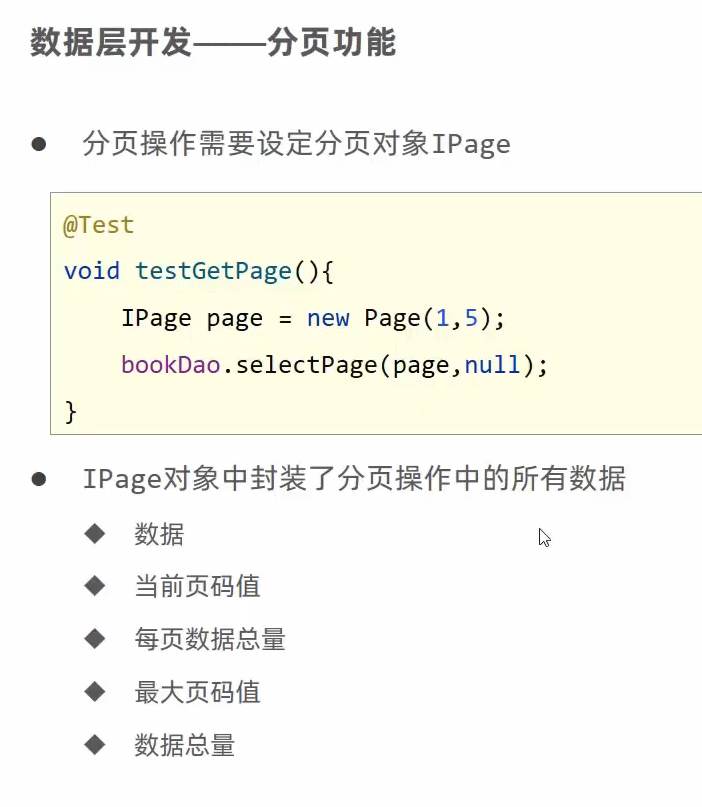 数据层开发———分页功能
● 分页操作需要设定分页对象IPage
@Test
void testGetPage(){
    IPage page = new Page(1,5);
    bookDao.selectPage(page,null);
}
● IPage对象中封装了分页操作中的所有数据
◆ 数据
◆ 当前页码值
◆ 每页数据总量
◆ 最大页码值
◆ 数据总量